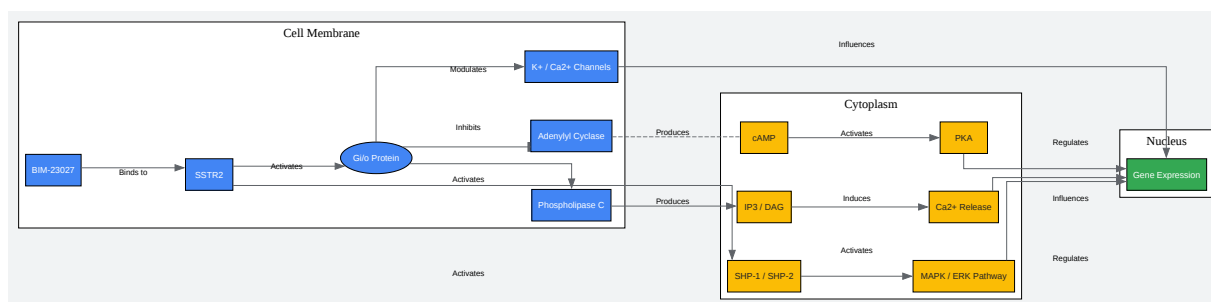 Cell Membrane
Influences
Modulates
K+ / Ca2+ Channels
Cytoplasm
Inhibits
Adenylyl Cyclase
Produces
cAMP
Activates
PKA
Regulates
Nucleus
Gi/o Protein
BIM-23027
Binds to
SSTR2
Activates
Activates
Gene Expression
Phospholipase C
Produces
IP3 / DAG
Induces
Ca2+ Release
Influences
Activates
SHP-1 / SHP-2
Activates
MAPK / ERK Pathway
Regulates